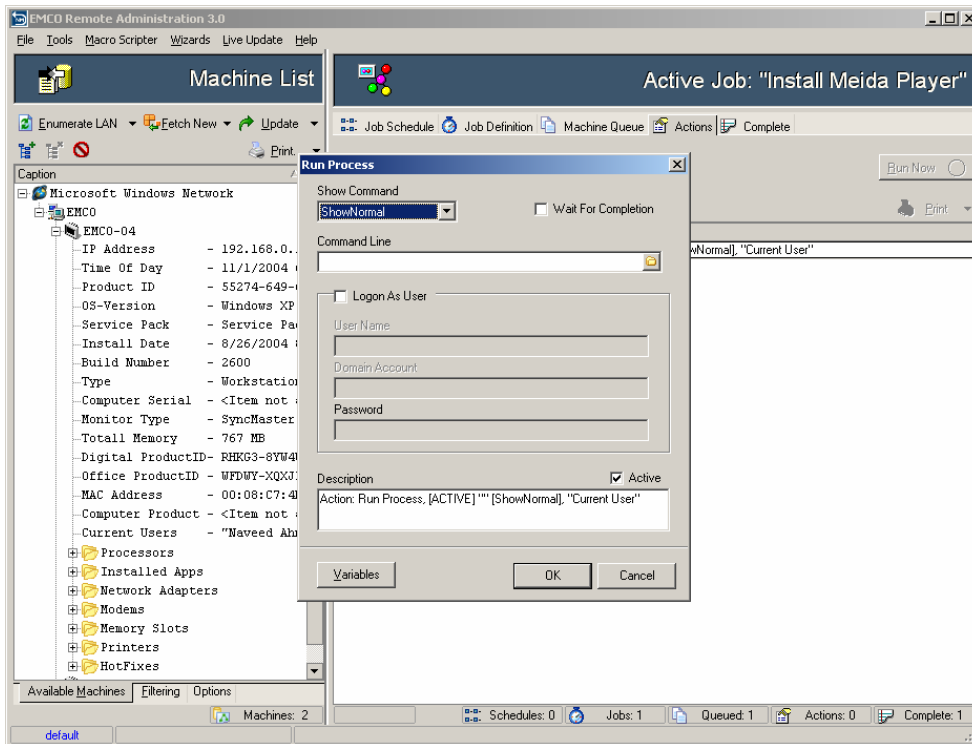 EMCO Remote Administration 3.0
File Tools Macro Scripter Wizards Live Update Help
Machine List
Active Job: "Install Meida Player"
Enumerate LAN Fetch New Update
Job Schedule Job Definition Machine Queue Actions Complete
Print
Run Now
Print
Caption
Microsoft Windows Network
EMCO
EMCO-04
IP Address - 192.168.0.
Time Of Day - 11/1/2004
Product ID - 55274-649-
OS-Version - Windows XP
Service Pack - Service Pa
Install Date - 8/26/2004
Build Number - 2600
Type - Workstation
Computer Serial - <Item not
Monitor Type - SyncMaster
Totall Memory - 767 MB
Digital ProductID- RHKG3-8YW4
Office ProductID - WFDWY-XQXJ
MAC Address - 00:08:C7:4
Computer Product - <Item not
Current Users - "Naveed Ah
Processors
Installed Apps
Network Adapters
Modems
Memory Slots
Printers
HotFixes
Available Machines Filtering Options
Machines: 2
default
Run Process
Show Command
ShowNormal
Wait For Completion
Command Line
Logon As User
User Name
Domain Account
Password
Description
Active
Action: Run Process, [ACTIVE] "" [ShowNormal], "Current User"
Variables OK Cancel
wNormal], "Current User"
Schedules: 0 Jobs: 1 Queued: 1 Actions: 0 Complete: 1